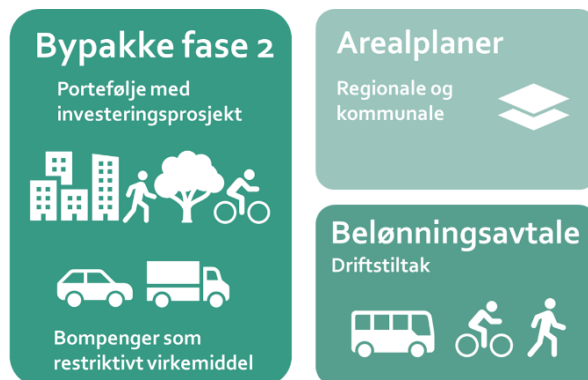 Bypakke fase 2
Portefølje med
investeringsprosjekt
Bompenger som
restriktivt virkemiddel
Arealplaner
Regionale og
kommunale
Belønningsavtale
Driftstiltak